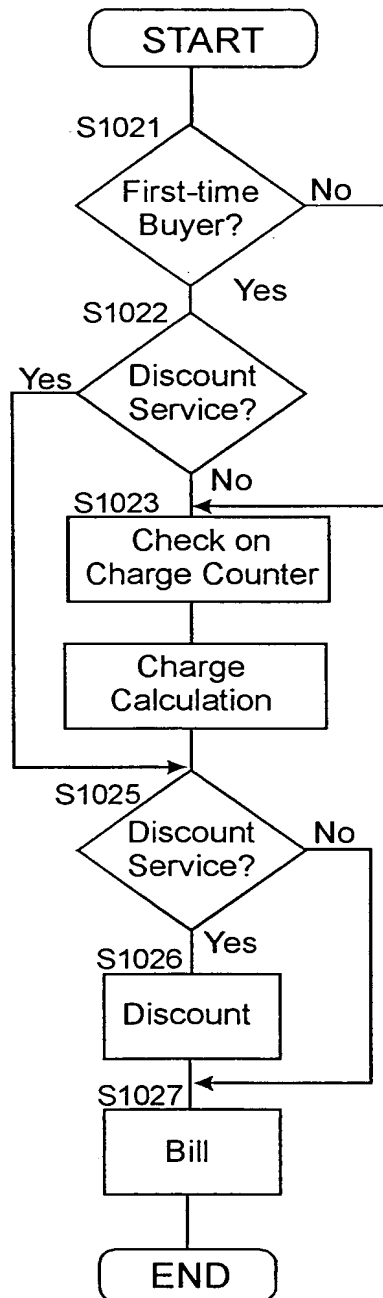 START
S1021
First-time
Buyer?
No
Yes
S1022
Yes
Discount
Service?
No
S1023
Check on
Charge Counter
Charge
Calculation
S1025
Discount
Service?
No
Yes
S1026
Discount
S1027
Bill
END